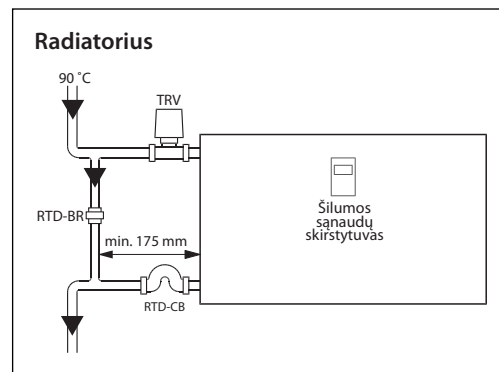 Radiatorius
90 ˚C
TRV
RTD-BR
Šilumos
sąnaudų
skirstytuvas
min. 175 mm
RTD-CB